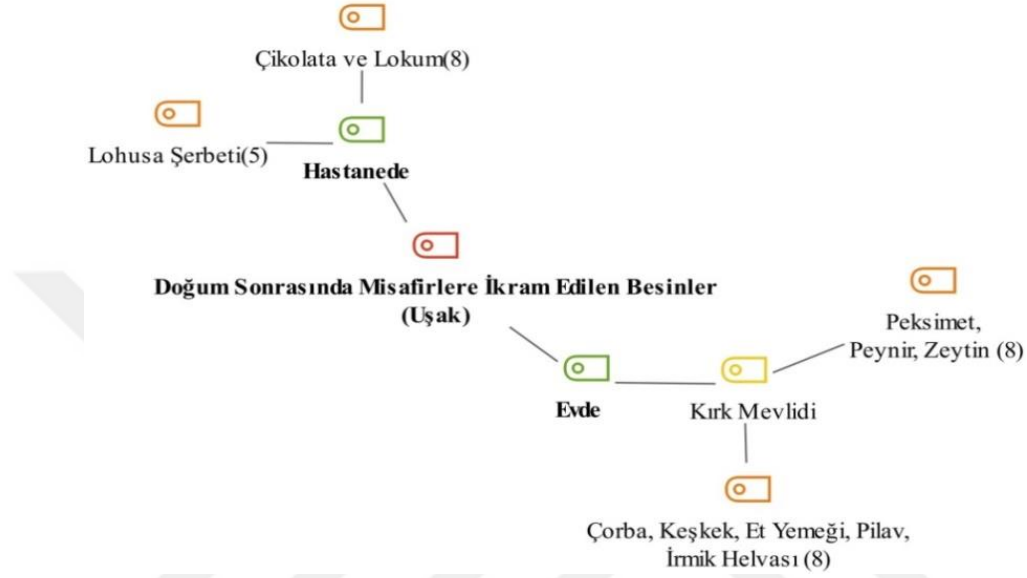 Çikolata ve Lokum(8)
Lohusa Şerbeti(5)
Hastanede
Doğum Sonrasında Misafirlere İkram Edilen Besinler
(Uşak)
Peksimet,
Peynir, Zeytin (8)
Evde
Kırk Mevlidi
Çorba, Keşkek, Et Yemeği, Pilav,
İrmik Helvası (8)